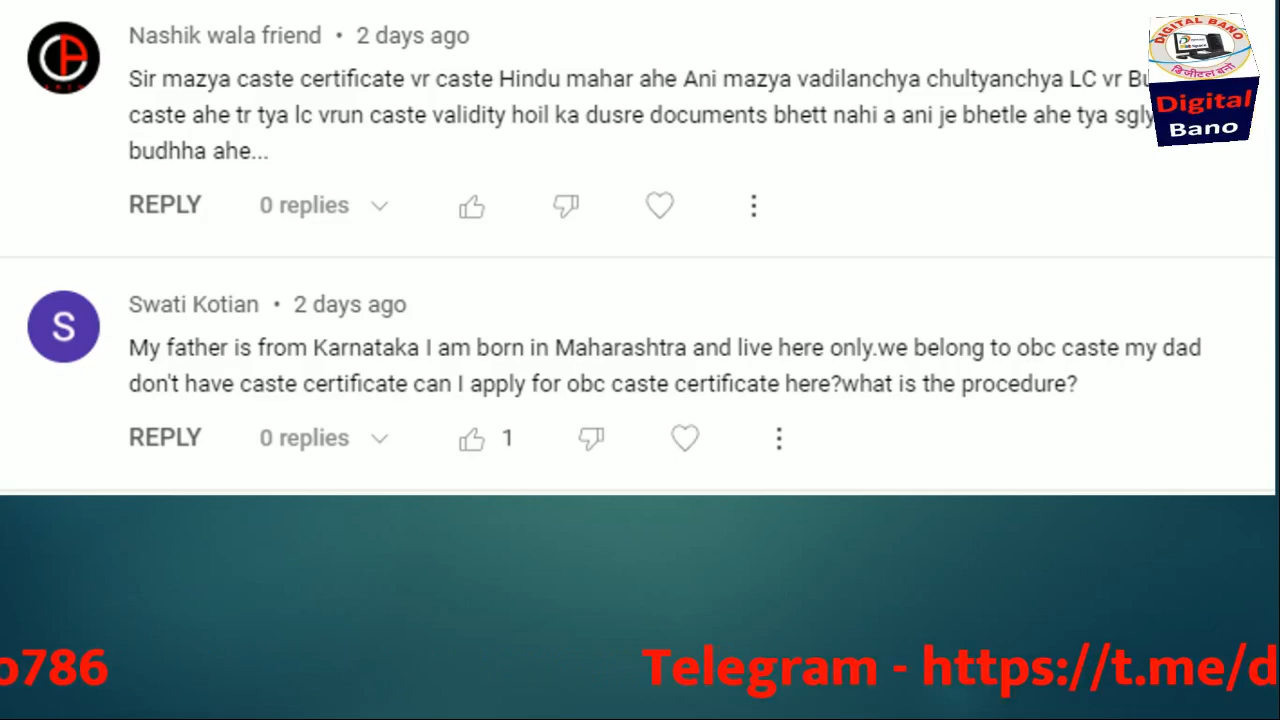 Nashik wala friend • 2 days ago
Sir mazya caste certificate vr caste Hindu mahar ahe Ani mazya vadilanchya chultyanchya LC vr
caste ahe tr tya lc vrun caste validity hoil ka dusre documents bhett nahi a ani je bhetle ahe tya
budhha ahe...
REPLY 0 replies
DIGITAL BANO
डिजीटल बनो
Digital
Bano
S
Swati Kotian • 2 days ago
My father is from Karnataka I am born in Maharashtra and live here only.we belong to obc caste my dad
don't have caste certificate can I apply for obc caste certificate here?what is the procedure?
REPLY 0 replies 1
o786 Telegram - https://t.me/d